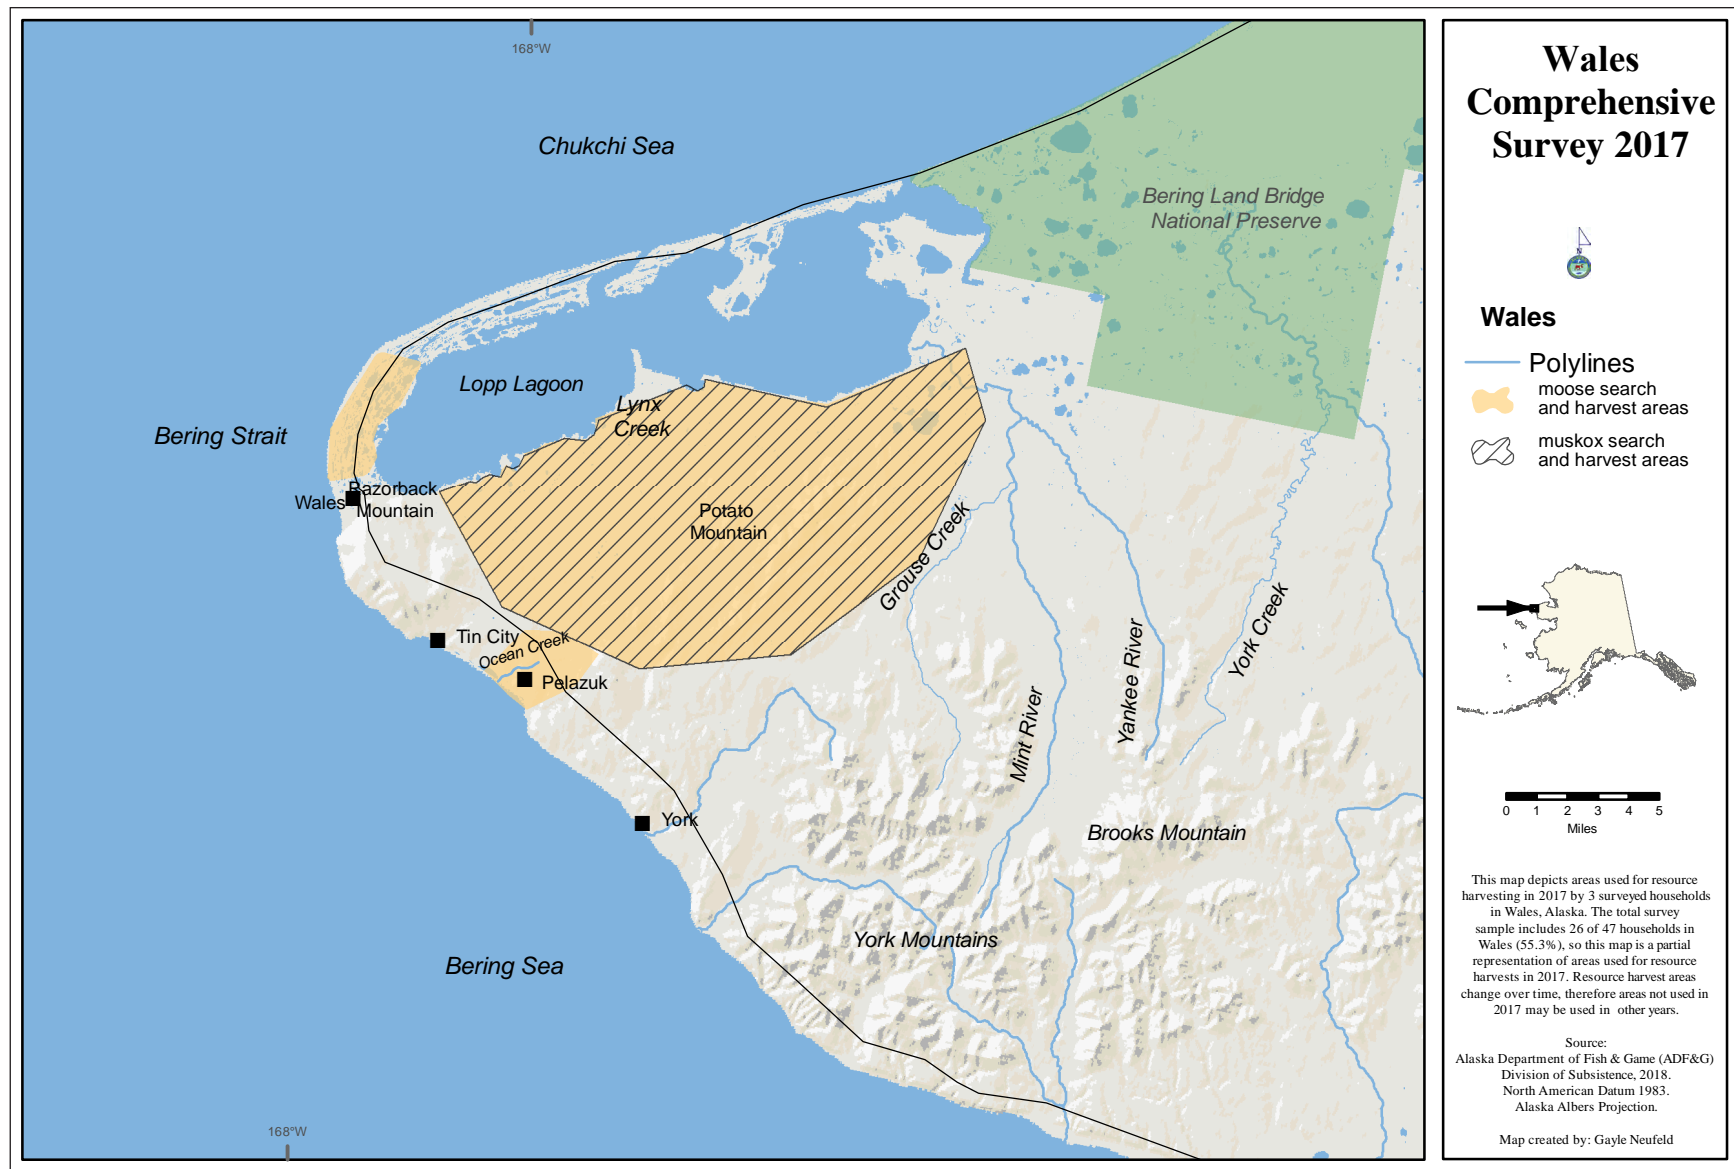 168°W
Chukchi Sea
Bering Land Bridge
National Preserve
Lopp Lagoon
Lynx
Creek
Bering Strait
Razorback
Mountain
Wales
Potato
Mountain
Grouse Creek
Tin City
Ocean Creek
Pelazuk
York Creek
Yankee River
Mint River
York
Brooks Mountain
York Mountains
Bering Sea
168°W
Wales
Comprehensive
Survey 2017
Wales
Polylines
moose search
and harvest areas
muskox search
and harvest areas
0 1 2 3 4 5
Miles
This map depicts areas used for resource
harvesting in 2017 by 3 surveyed households
in Wales, Alaska. The total survey
sample includes 26 of 47 households in
Wales (55.3%), so this map is a partial
representation of areas used for resource
harvests in 2017. Resource harvest areas
change over time, therefore areas not used in
2017 may be used in other years.
Source:
Alaska Department of Fish & Game (ADF&G)
Division of Subsistence, 2018.
North American Datum 1983.
Alaska Albers Projection.
Map created by: Gayle Neufeld